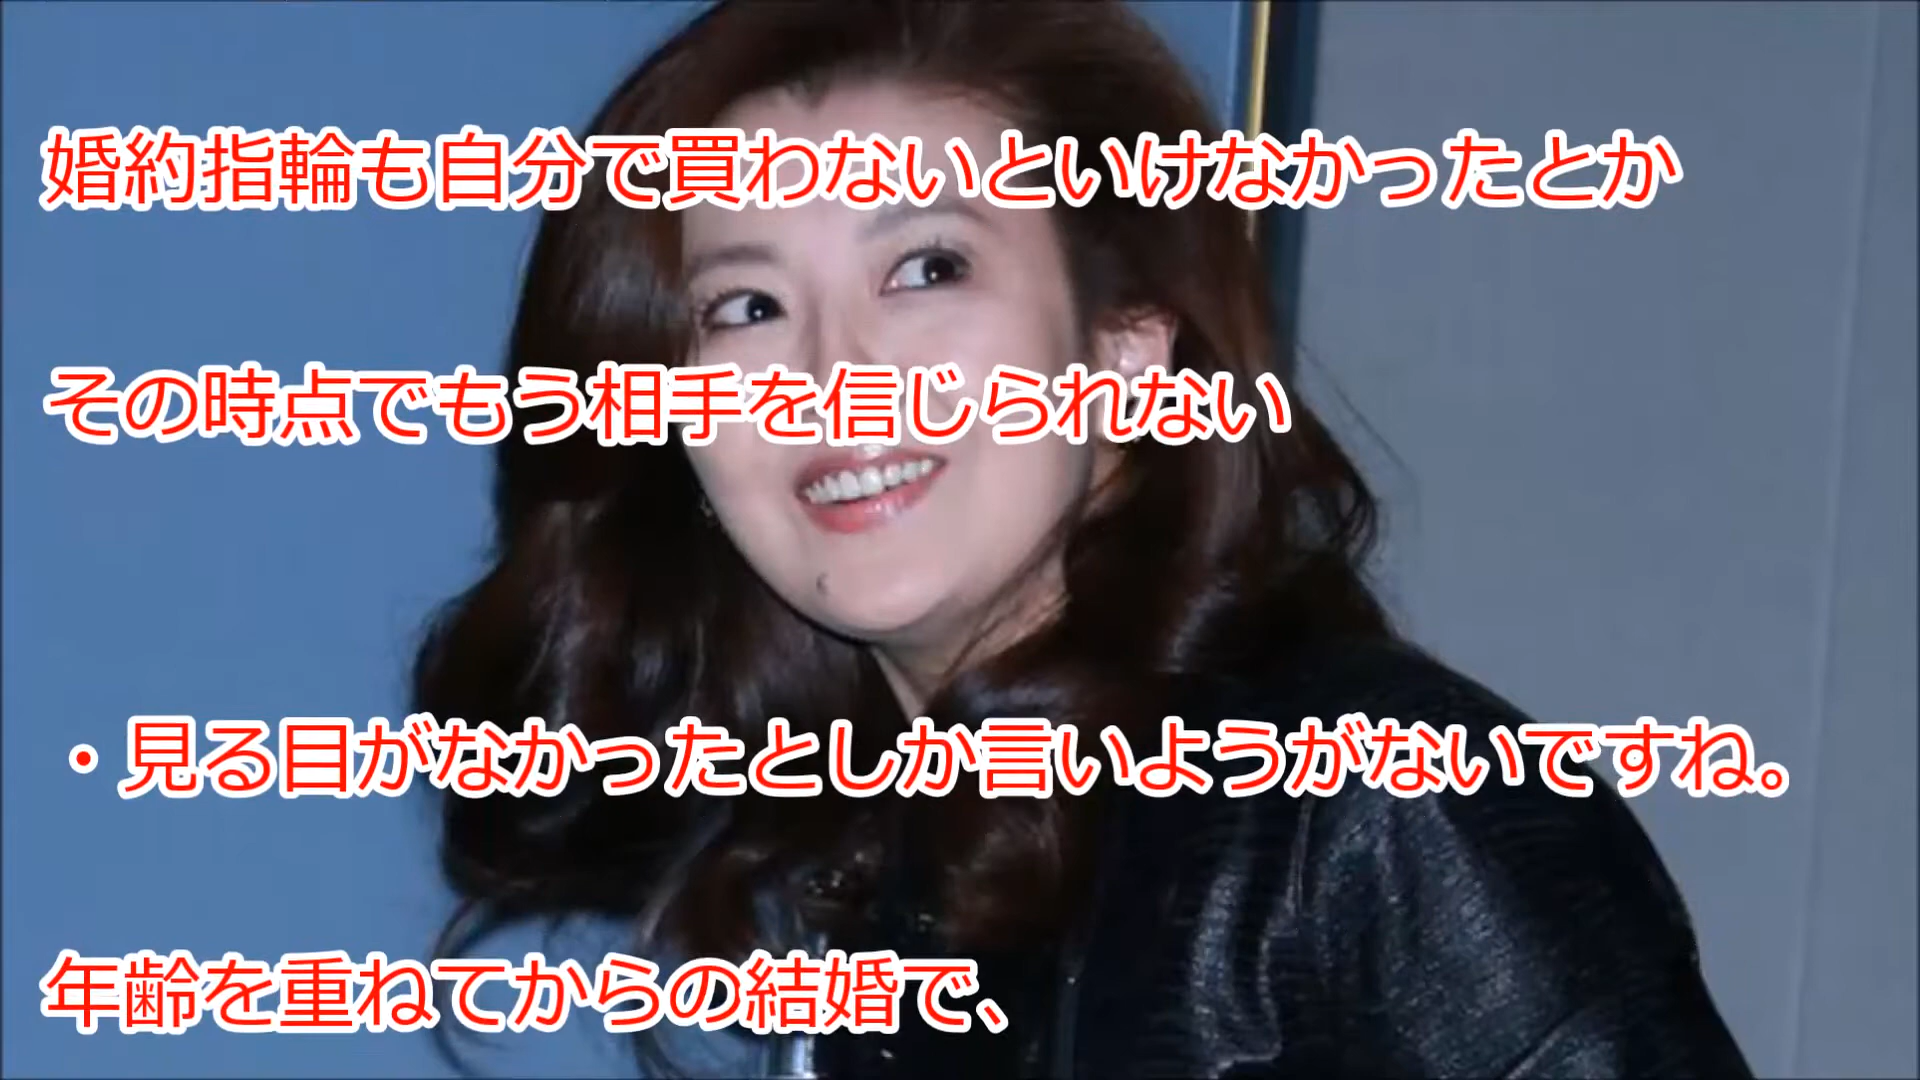 婚約指輪も自分で買わないといけなかったとか
その時点でもう相手を信じられない
・見る目がなかったとしか言いようがないですね。
年齢を重ねてからの結婚で、